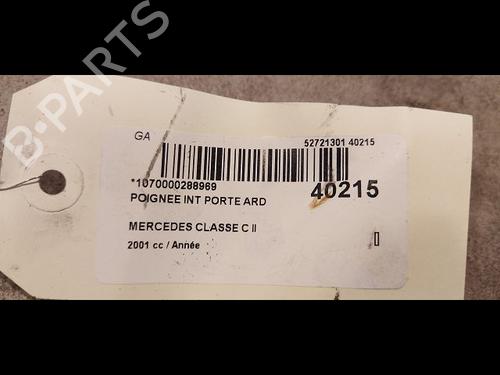 GA
52721301 40215
*1070000288969
40215
POIGNEE INT PORTE ARD
MERCEDES CLASSE C II
2001 cc / Année
B-PARTS